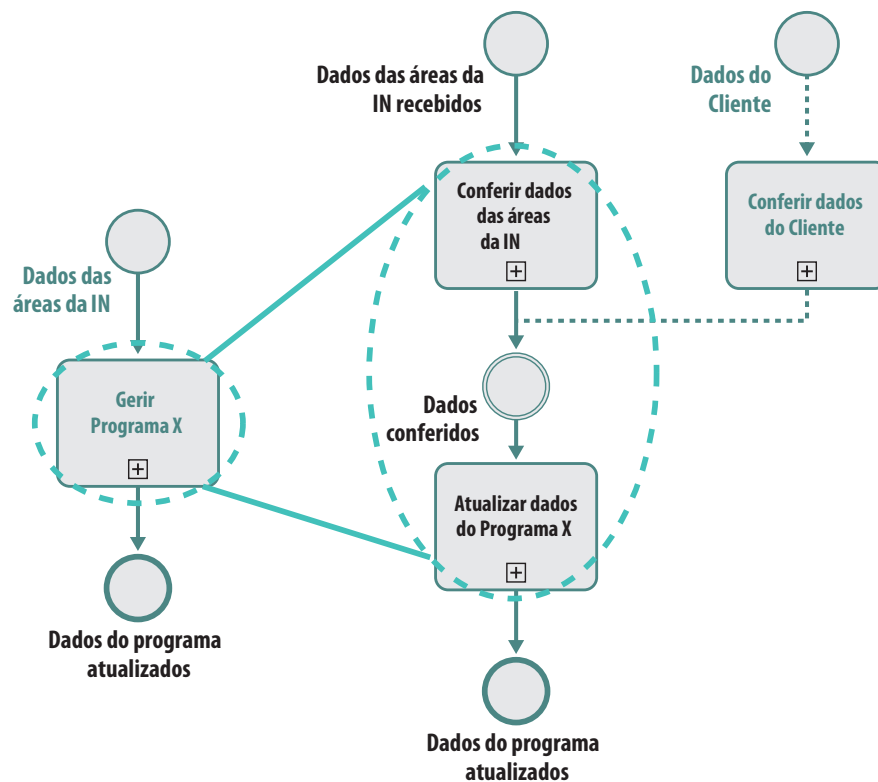 Dados das
áreas da IN
Gerir
Programa X
Dados do programa
atualizados
Dados das áreas da
IN recebidos
Conferir dados
das áreas
da IN
Dados
conferidos
Atualizar dados
do Programa X
Dados do programa
atualizados
Dados do
Cliente
Conferir dados
do Cliente